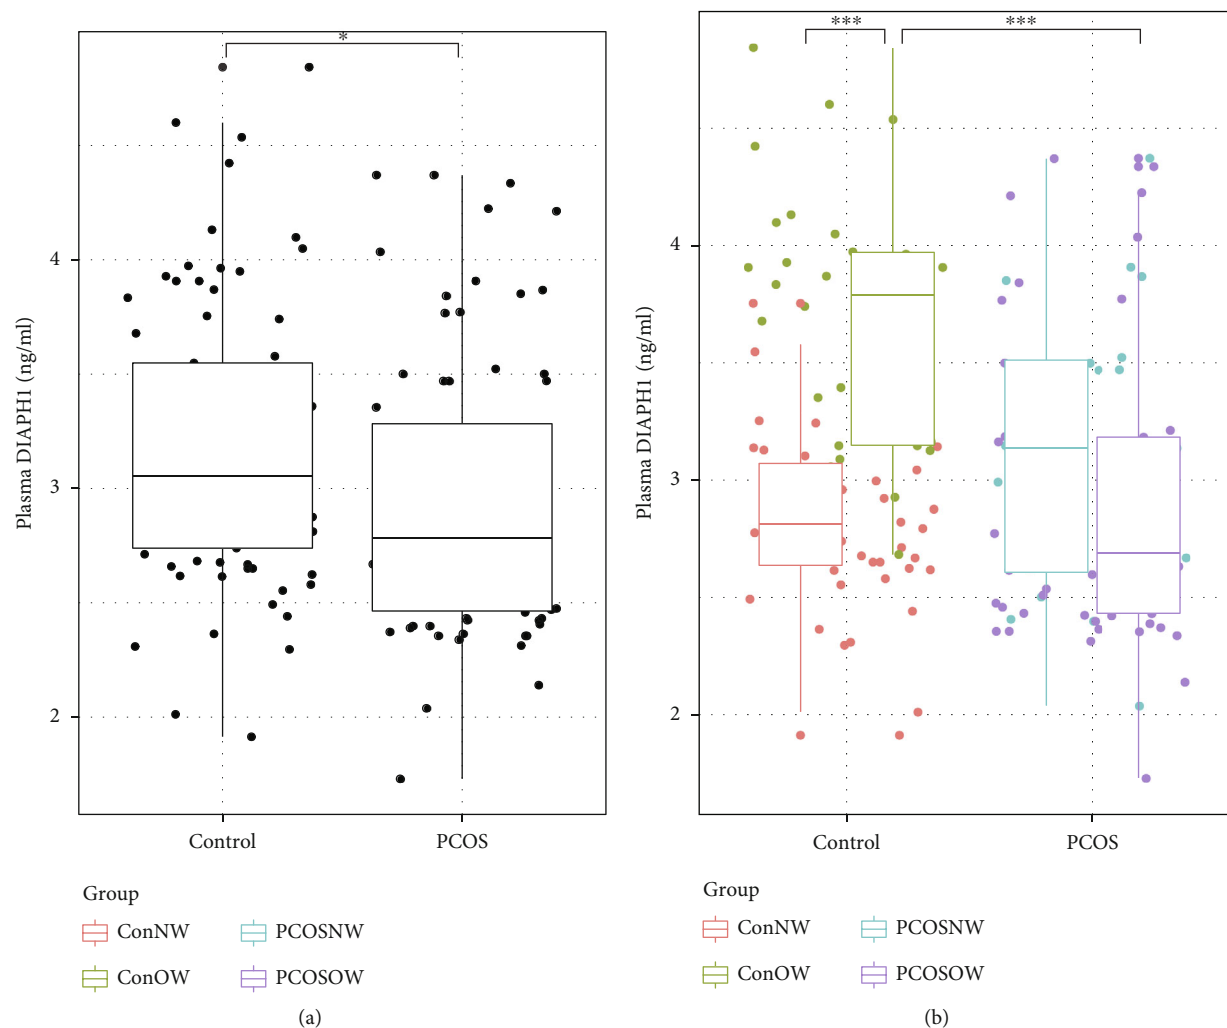 *
Plasma DIAPH1 (ng/ml)
4
3
2
Control PCOS
Group
ConNW PCOSNW
ConOW PCOSOW
(a)
*** ***
Plasma DIAPH1 (ng/ml)
4
3
2
Control PCOS
Group
ConNW PCOSNW
ConOW PCOSOW
(b)